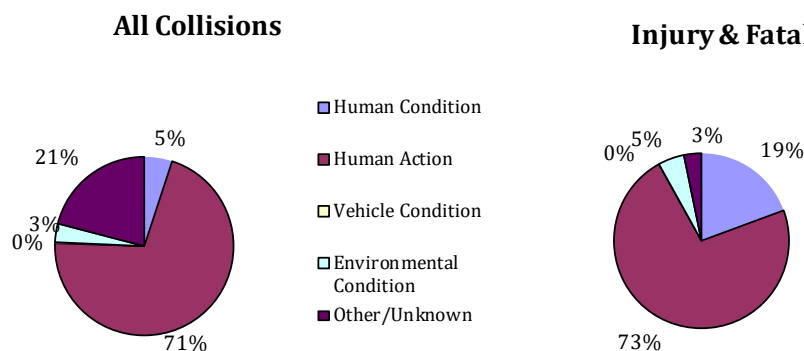 All Collisions
Injury & Fatal
Human Condition
Human Action
Vehicle Condition
Environmental
Condition
Other/Unknown
5%
21%
3%
0%
71%
3%
5%
0%
19%
73%